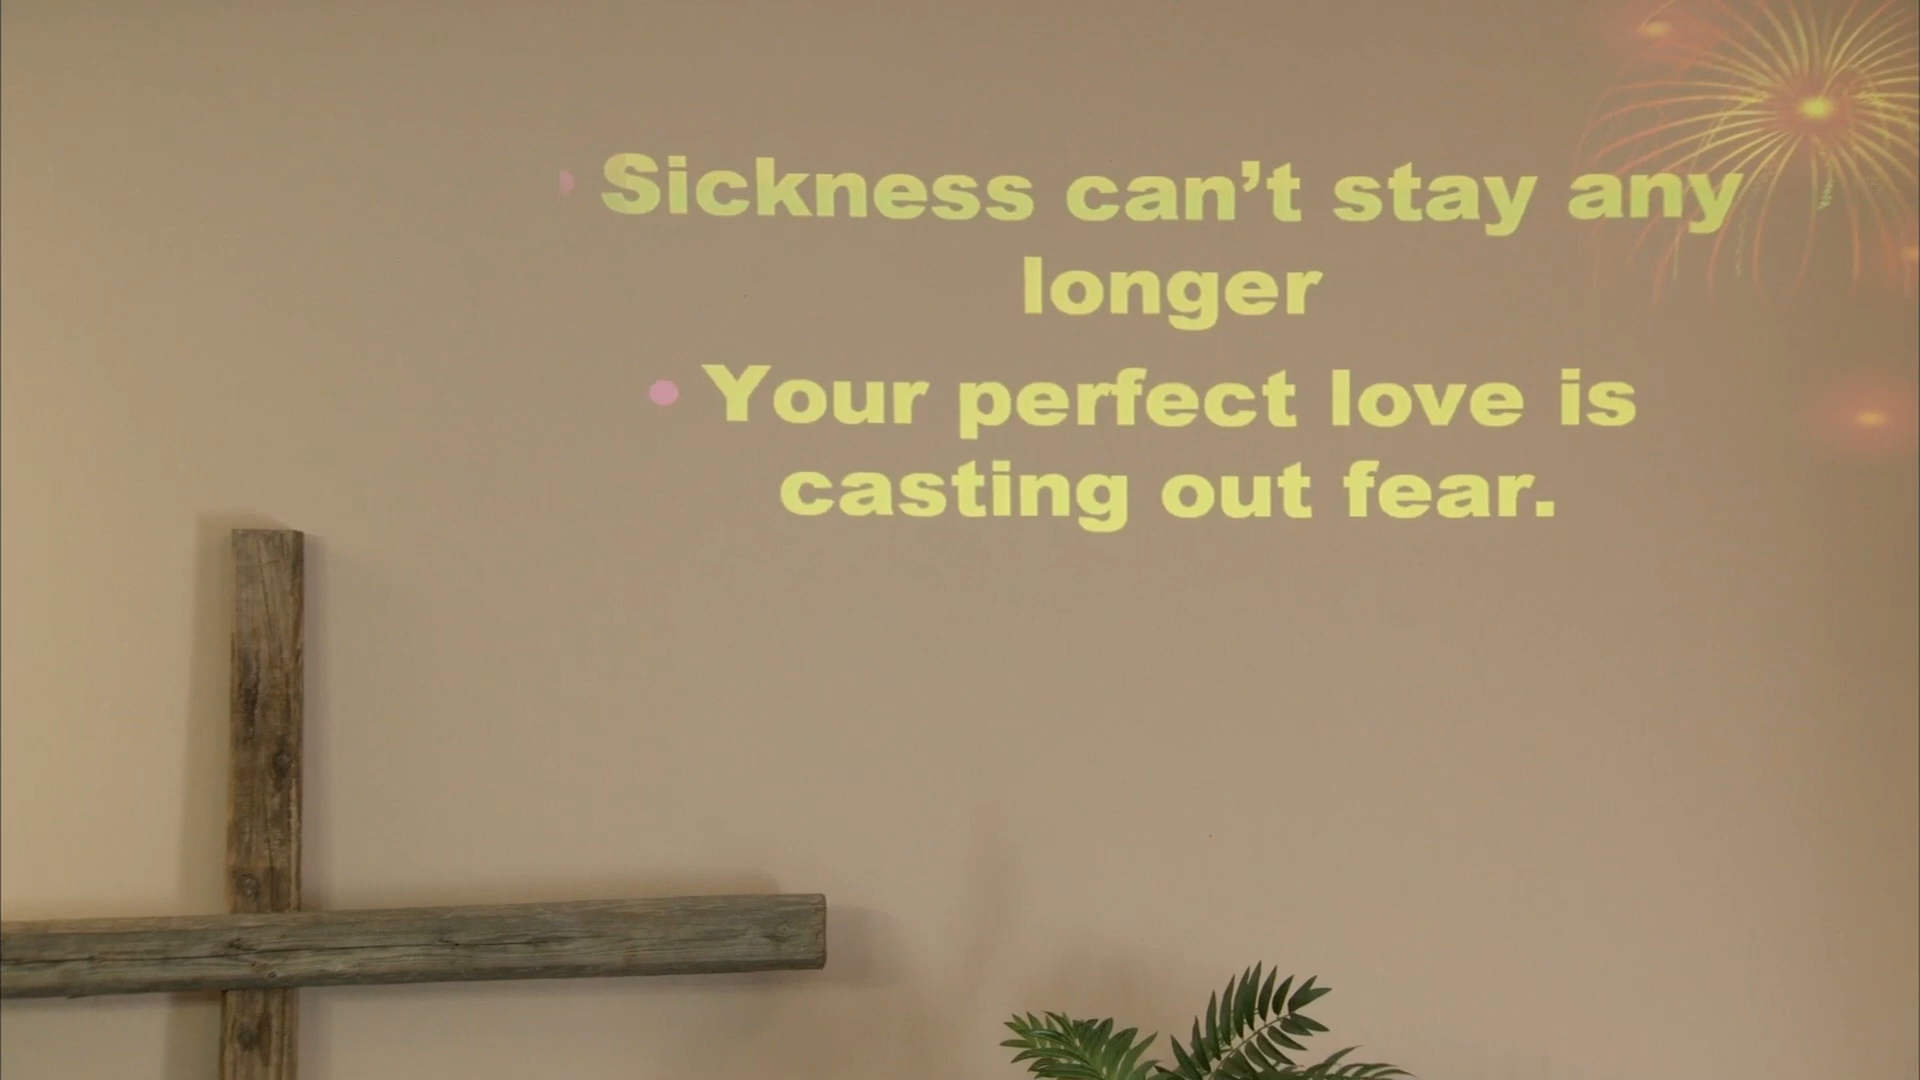 • Sickness can’t stay any
longer
• Your perfect love is
casting out fear.